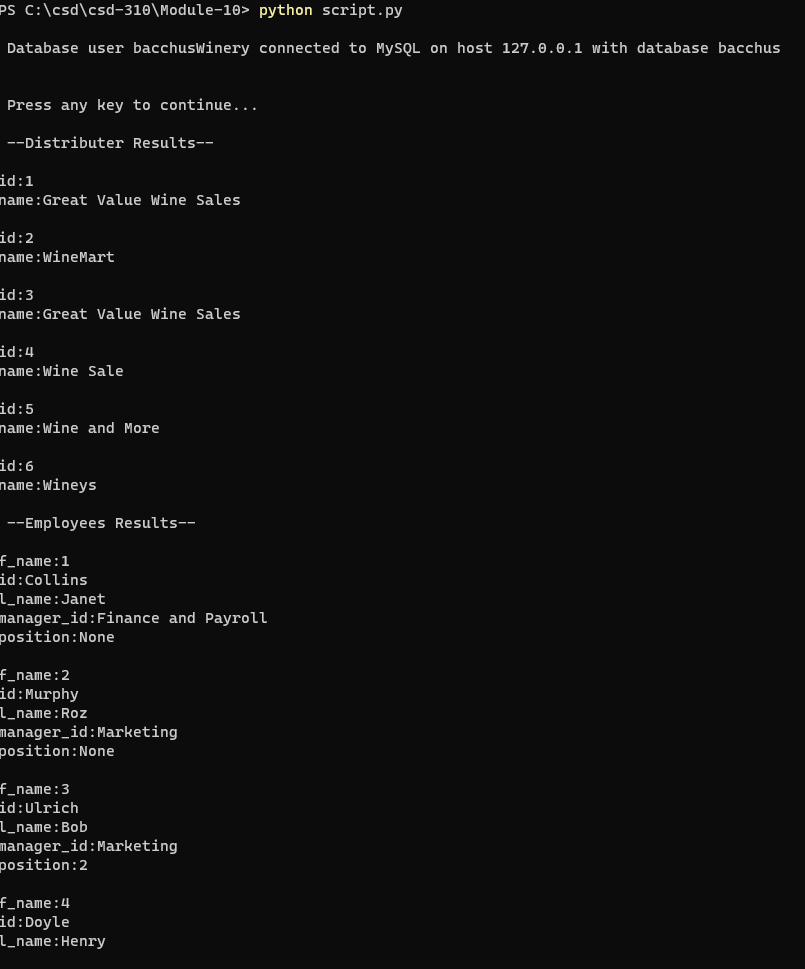 PS C:\csd\csd-310\Module-10> python script.py
Database user bacchusWinery connected to MySQL on host 127.0.0.1 with database bacchus
Press any key to continue...
--Distributer Results--
id:1
name:Great Value Wine Sales
id:2
name:WineMart
id:3
name:Great Value Wine Sales
id:4
name:Wine Sale
id:5
name:Wine and More
id:6
name:Wineys
--Employees Results--
f_name:1
id:Collins
l_name:Janet
manager_id:Finance and Payroll
position:None
f_name:2
id:Murphy
l_name:Roz
manager_id:Marketing
position:None
f_name:3
id:Ulrich
l_name:Bob
manager_id:Marketing
position:2
f_name:4
id:Doyle
l_name:Henry